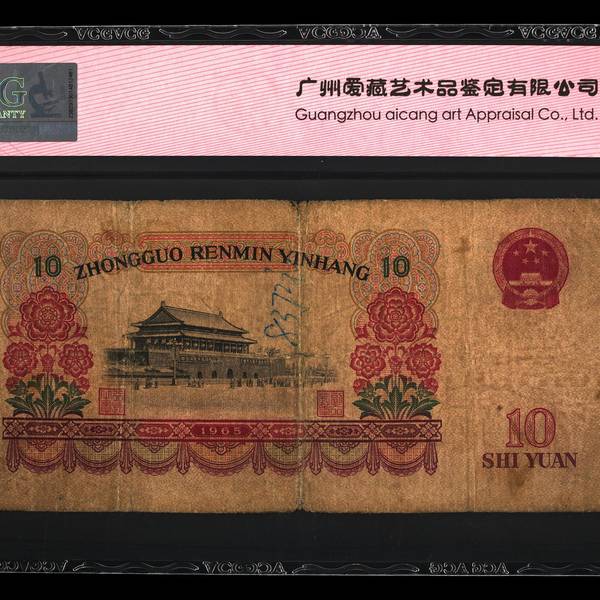 G
ANTY
广州爱藏艺术品鉴定有限公司
Guangzhou aicang art Appraisal Co., Ltd.
10 ZHONGGUO RENMIN YINHANG 10
1965
10
SHI YUAN